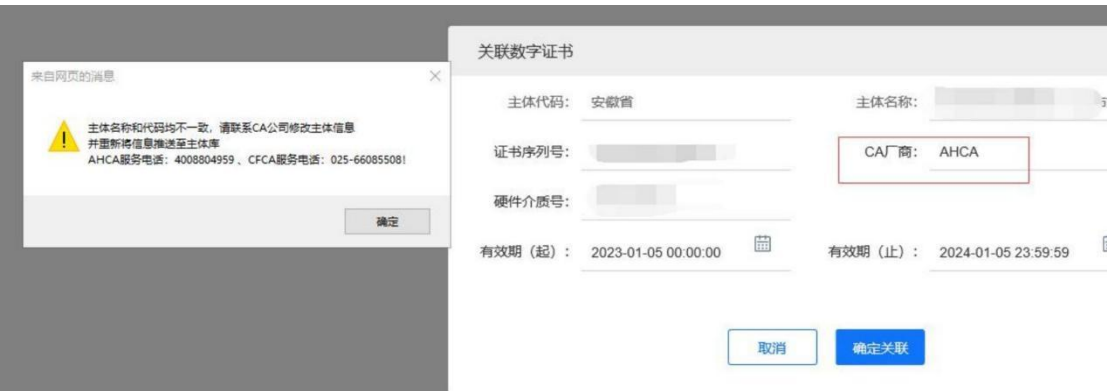 来自网页的消息
主体名称和代码均不一致，请联系CA公司修改主体信息
并重新将信息推送至主体库
AHCA服务电话：4008804959 、CFCA服务电话：025-66085508!
确定
关联数字证书
主体代码： 安徽省 主体名称：
证书序列号： CA厂商： AHCA
硬件介质号：
有效期（起）： 2023-01-05 00:00:00 有效期（止）： 2024-01-05 23:59:59
取消 确定关联